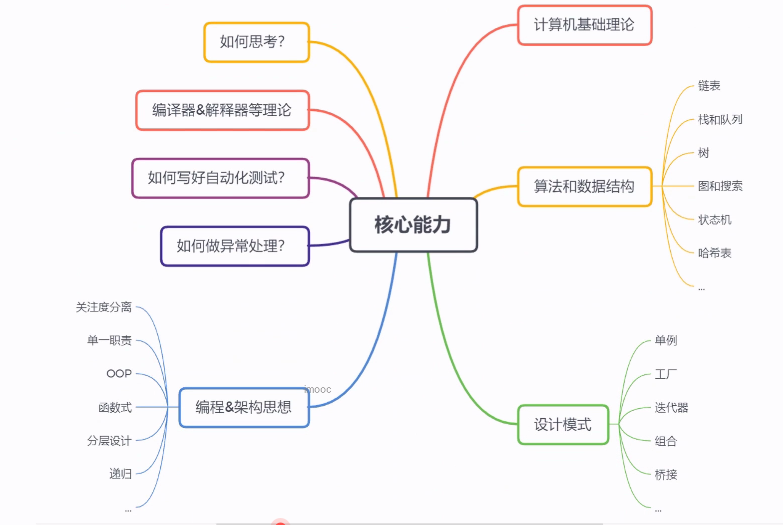 如何思考？
编译器&解释器等理论
如何写好自动化测试？
如何做异常处理？
核心能力
计算机基础理论
算法和数据结构
链表
栈和队列
树
图和搜索
状态机
哈希表
...
设计模式
单例
工厂
迭代器
组合
桥接
...
编程&架构思想
关注度分离
单一职责
OOP
函数式
分层设计
递归
...
imooc